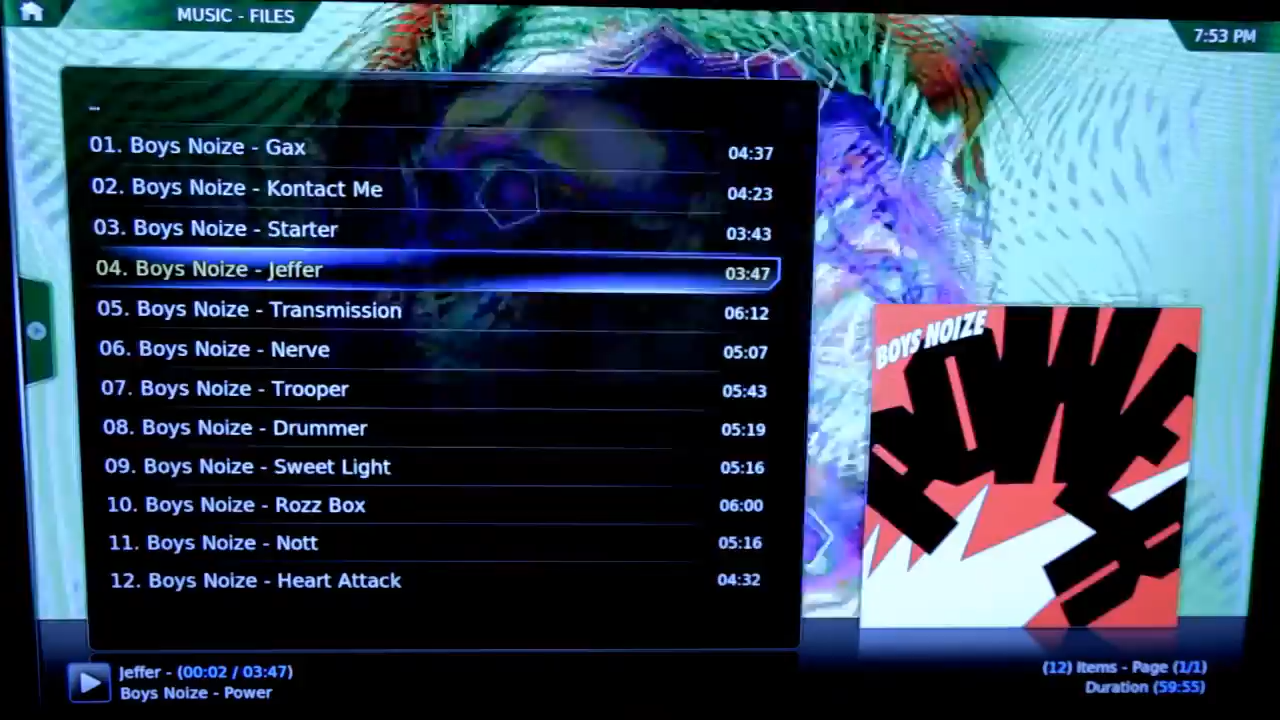 MUSIC - FILES
7:53 PM
..
01. Boys Noize - Gax 04:37
02. Boys Noize - Kontact Me 04:23
03. Boys Noize - Starter 03:43
04. Boys Noize - Jeffer 03:47
05. Boys Noize - Transmission 06:12
06. Boys Noize - Nerve 05:07
07. Boys Noize - Trooper 05:43
08. Boys Noize - Drummer 05:19
09. Boys Noize - Sweet Light 05:16
10. Boys Noize - Rozz Box 06:00
11. Boys Noize - Nott 05:16
12. Boys Noize - Heart Attack 04:32
BOYS NOIZE
Jeffer - (00:02 / 03:47)
Boys Noize - Power
(12) Items - Page (1/1)
Duration (59:55)